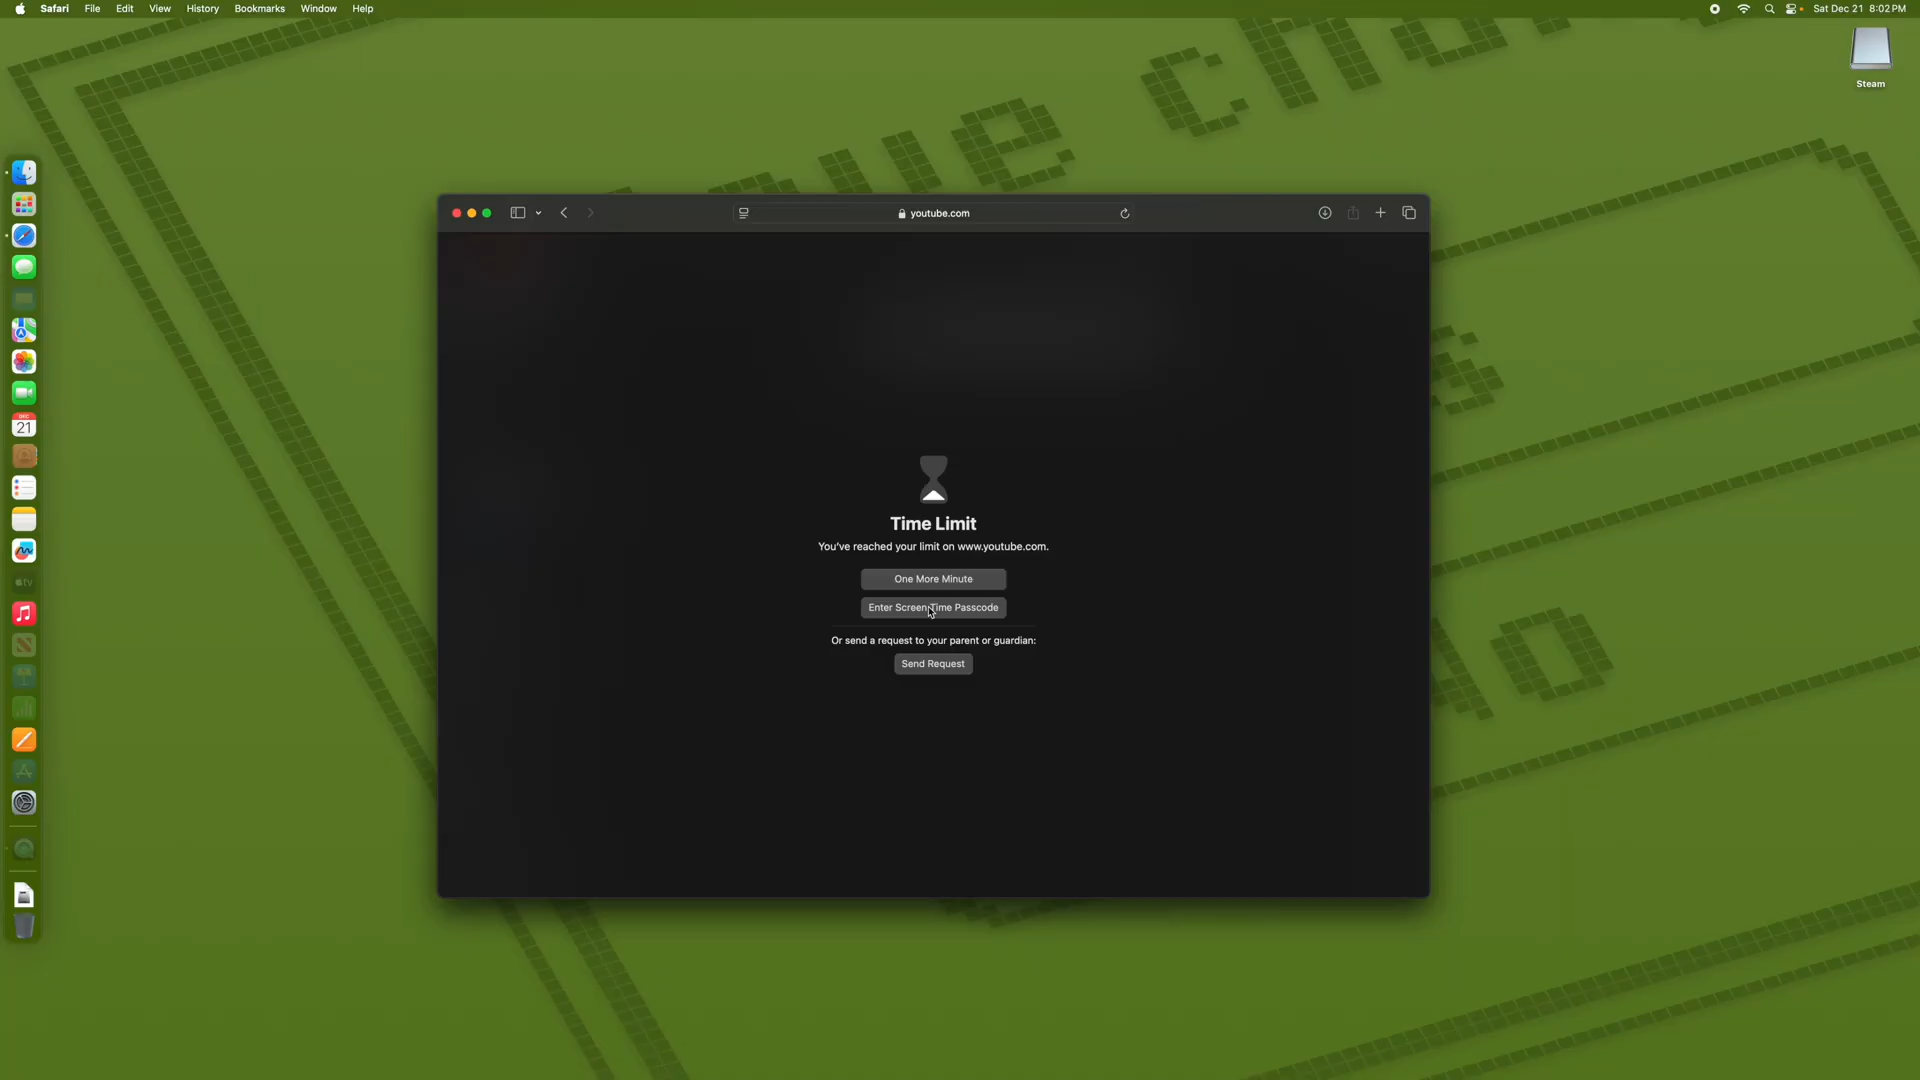 Safari File Edit View History Bookmarks Window Help
Sat Dec 21 8:02 PM
Steam
youtube.com
DEC
21
tv
Time Limit
You've reached your limit on www.youtube.com.
One More Minute
Enter Screen Time Passcode
Or send a request to your parent or guardian:
Send Request